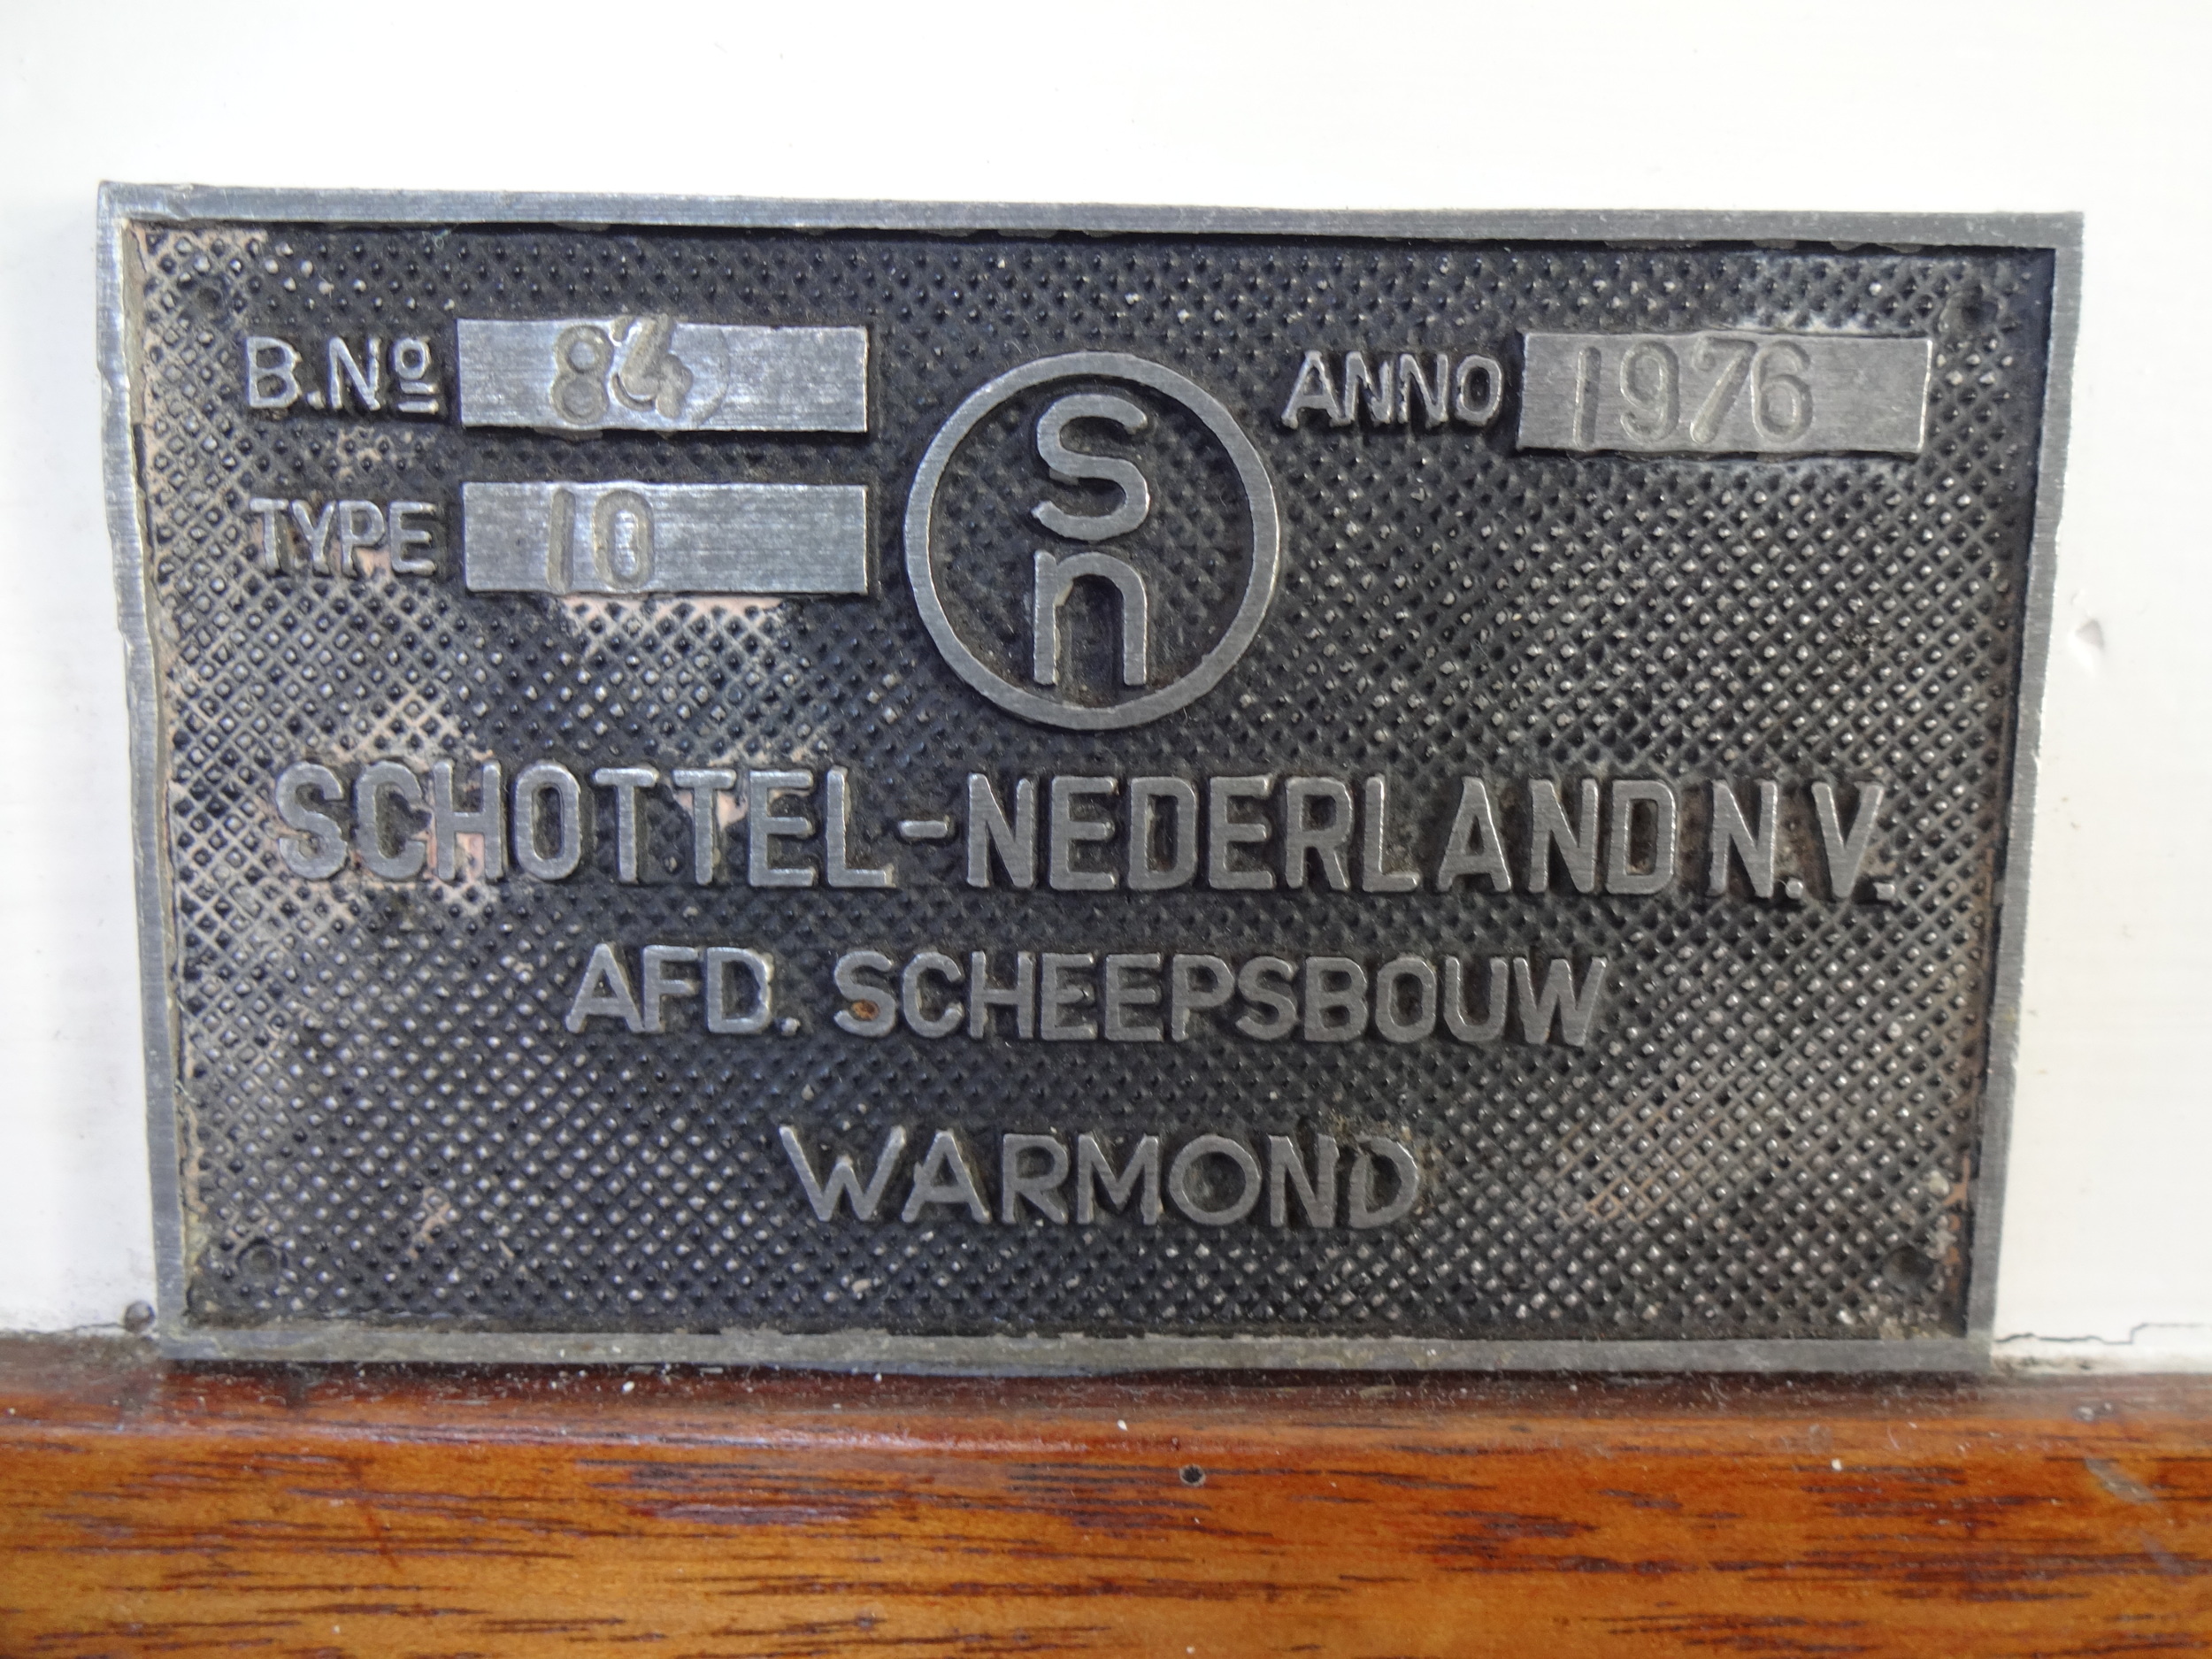 B.Nº 84
ANNO 1976
TYPE 10
sn
SCHOTTEL-NEDERLAND N.V.
AFD. SCHEEPSBOUW
WARMOND